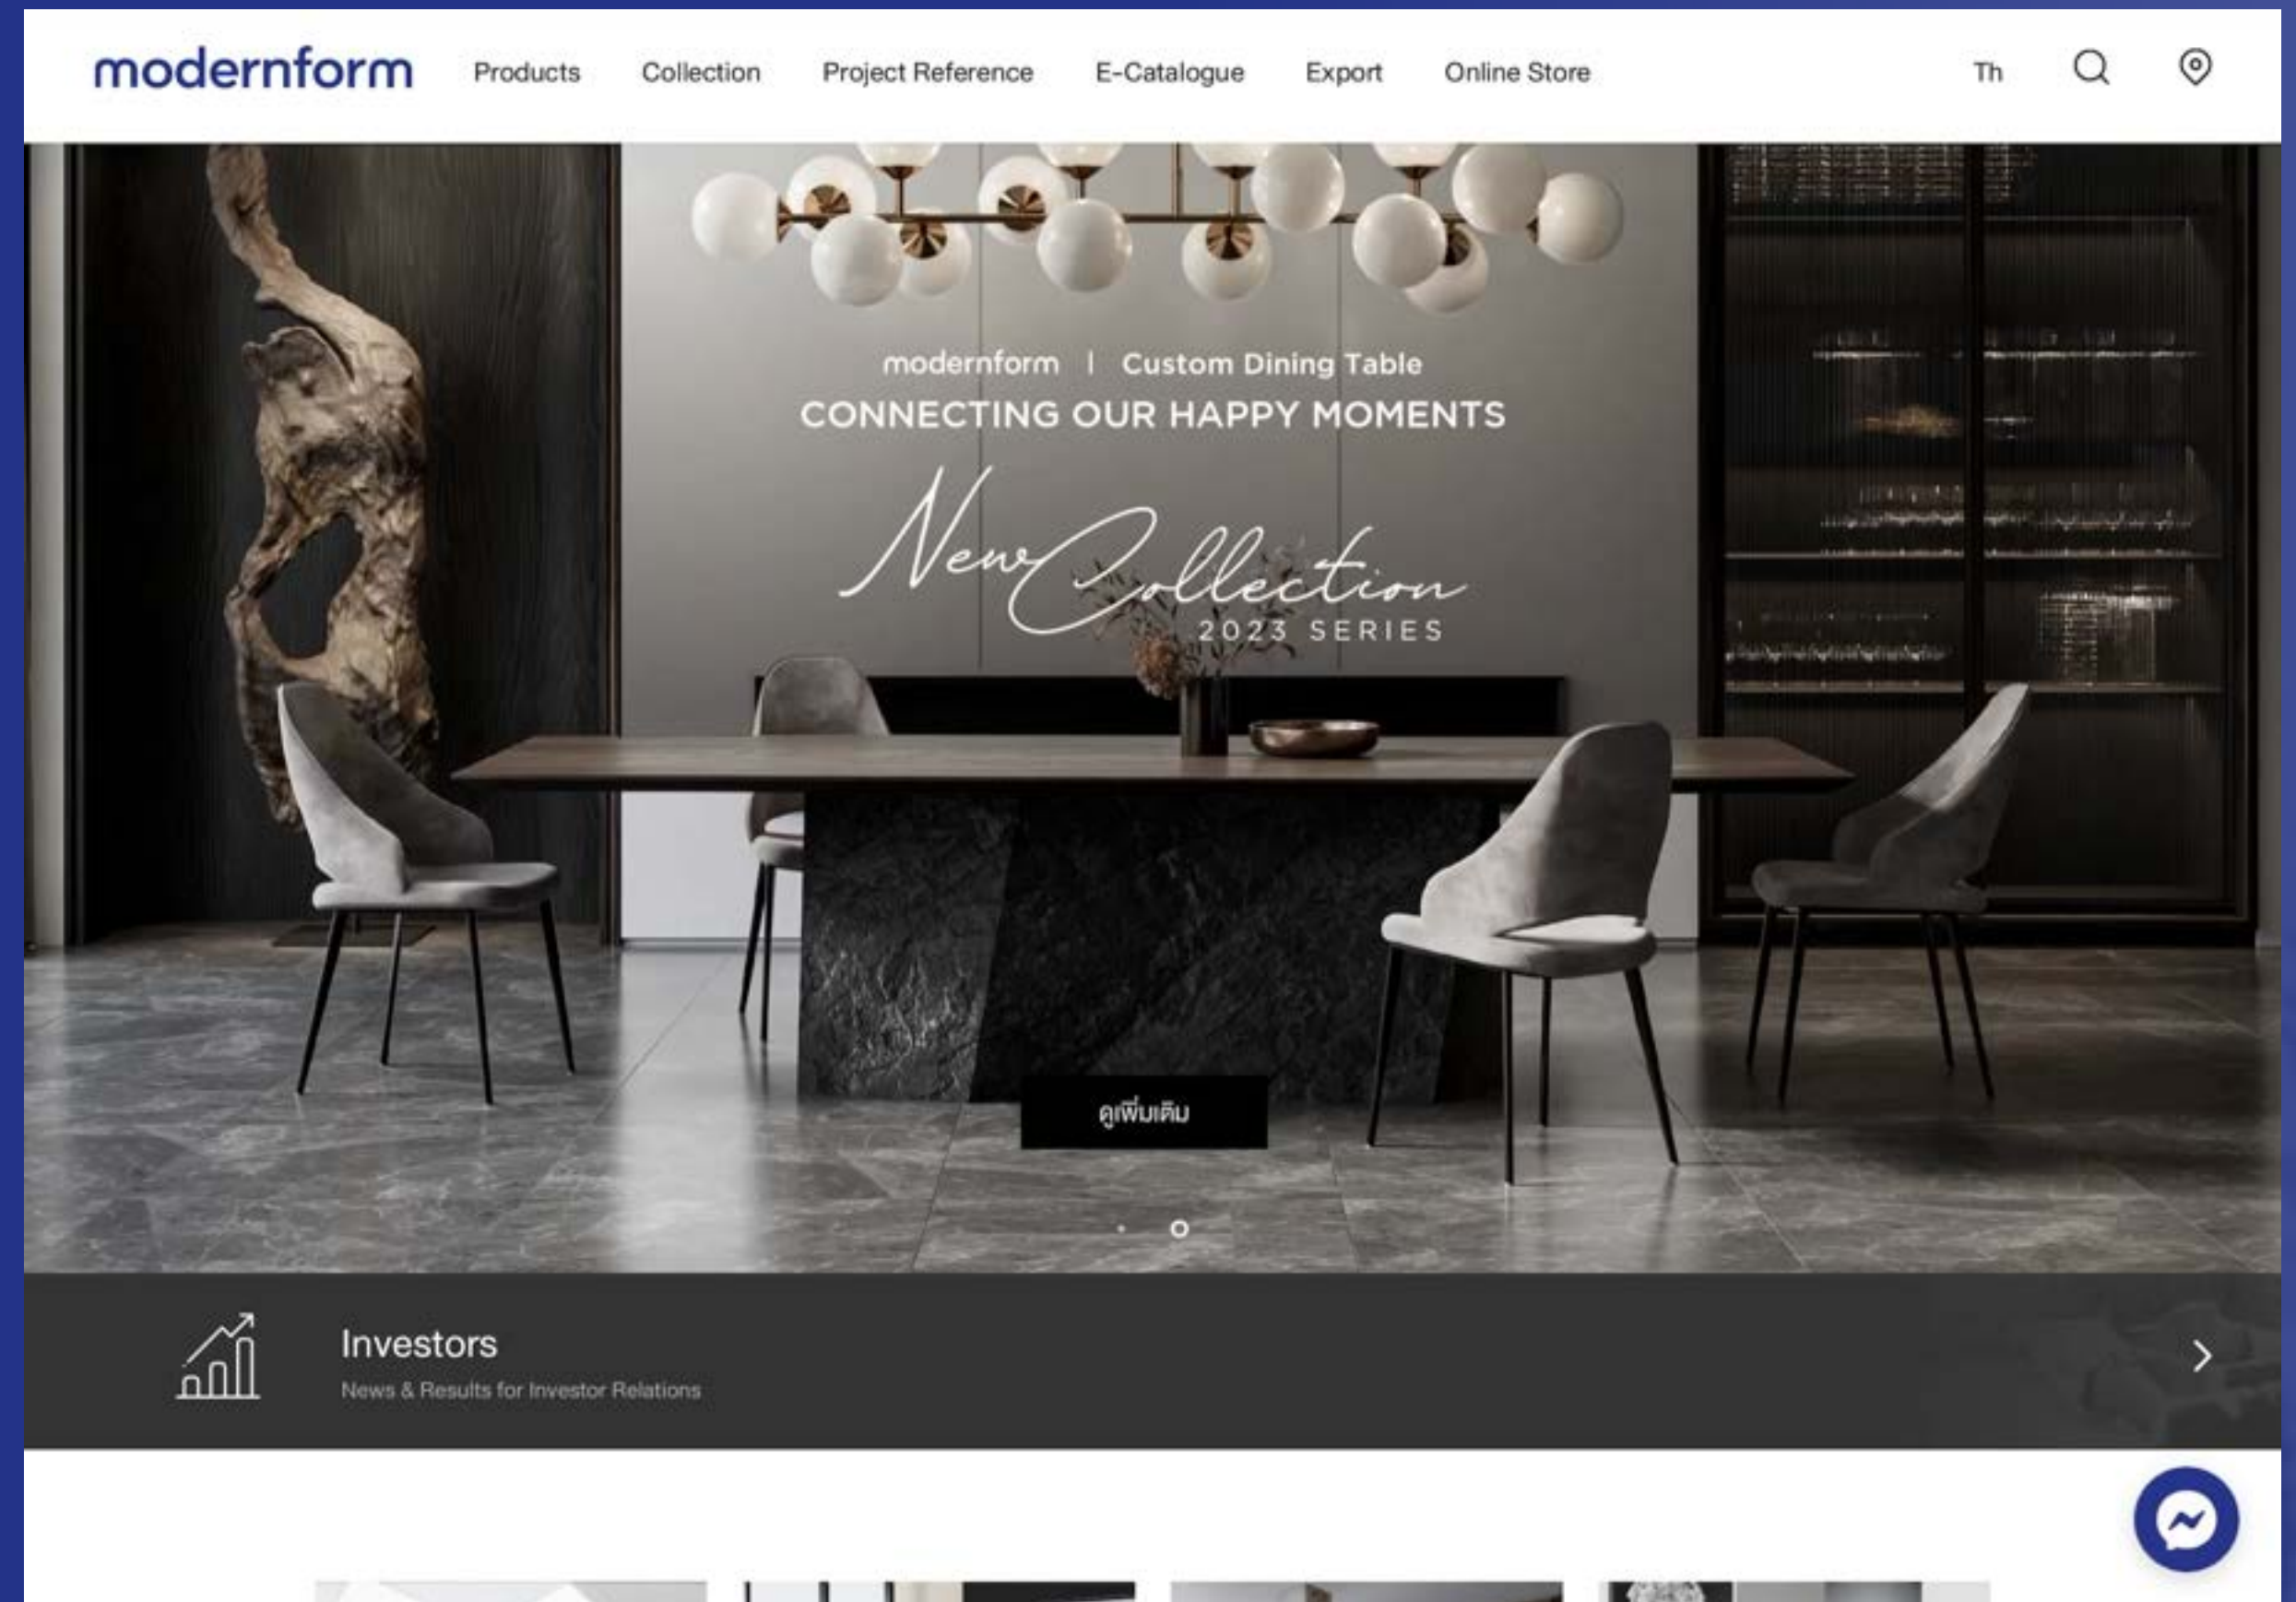 modernform
Products
Collection
Project Reference
E-Catalogue
Export
Online Store
Th
modernform | Custom Dining Table
CONNECTING OUR HAPPY MOMENTS
New Collection
2023 SERIES
ดูเพิ่มเติม
Investors
News & Results for Investor Relations